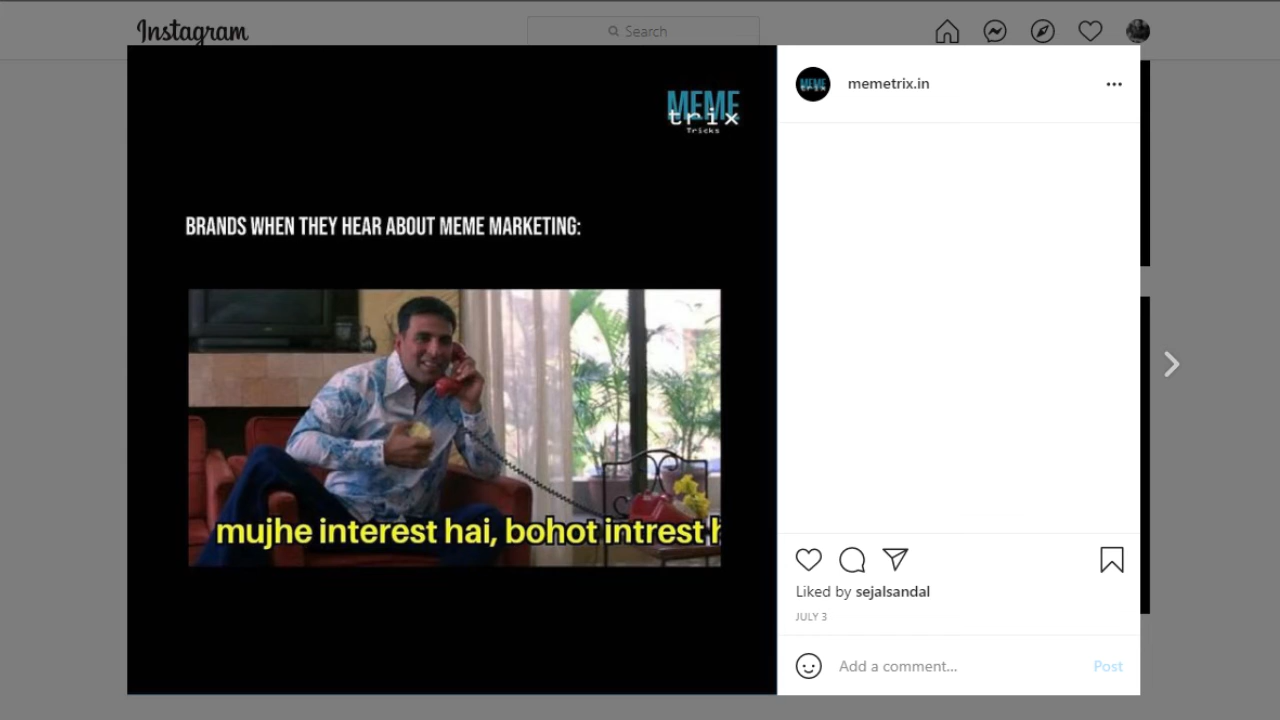 Instagram
Search
memetrix.in
MEME
trix
Tricks
BRANDS WHEN THEY HEAR ABOUT MEME MARKETING:
mujhe interest hai, bohot intrest
Liked by sejalsandal
JULY 3
Add a comment...
Post